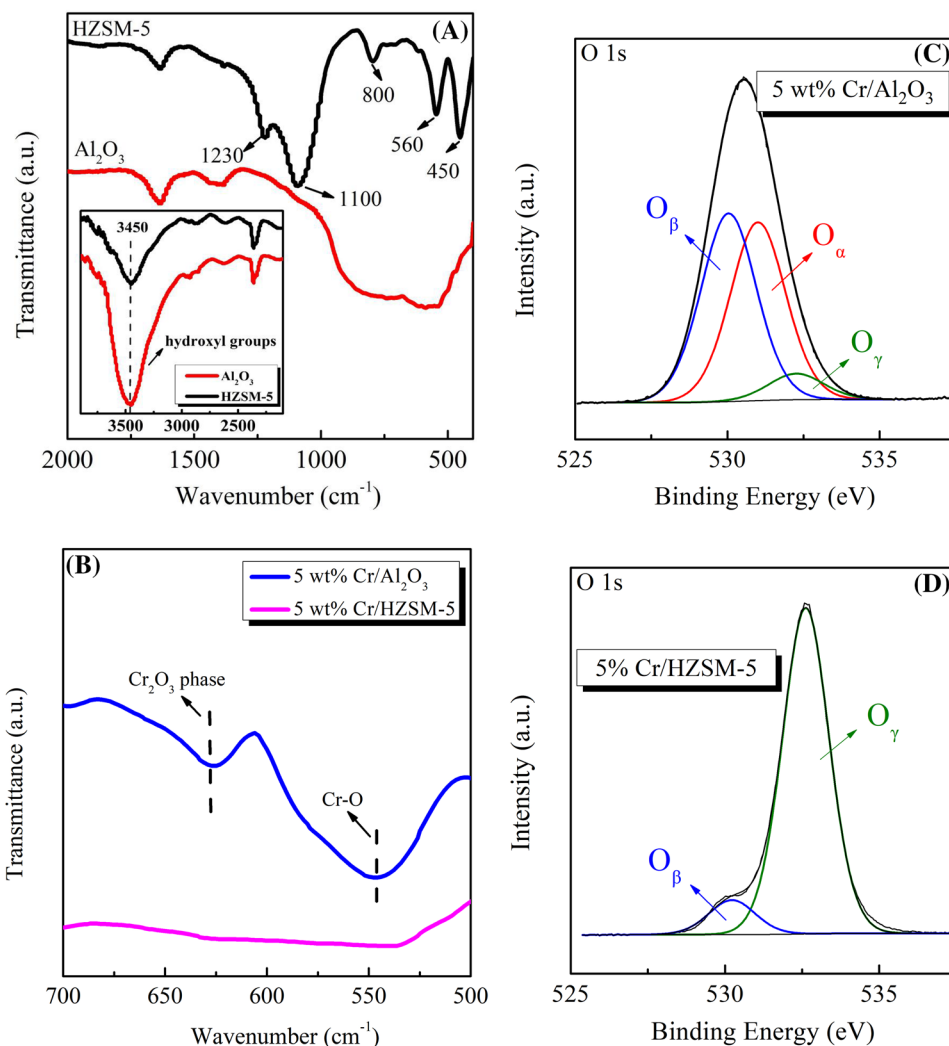 (A)
HZSM-5
800
560
450
1230
1100
Al₂O₃
3450
hydroxyl groups
Al₂O₃
HZSM-5
3500 3000 2500
Transmittance (a.u.)
2000 1500 1000 500
Wavenumber (cm⁻¹)
(C)
O 1s
5 wt% Cr/Al₂O₃
Oβ
Oα
Oγ
Intensity (a.u.)
525 530 535
Binding Energy (eV)
(B)
5 wt% Cr/Al₂O₃
5 wt% Cr/HZSM-5
Cr₂O₃ phase
Cr-O
Transmittance (a.u.)
700 650 600 550 500
Wavenumber (cm⁻¹)
(D)
O 1s
5% Cr/HZSM-5
Oγ
Oβ
Intensity (a.u.)
525 530 535
Binding Energy (eV)